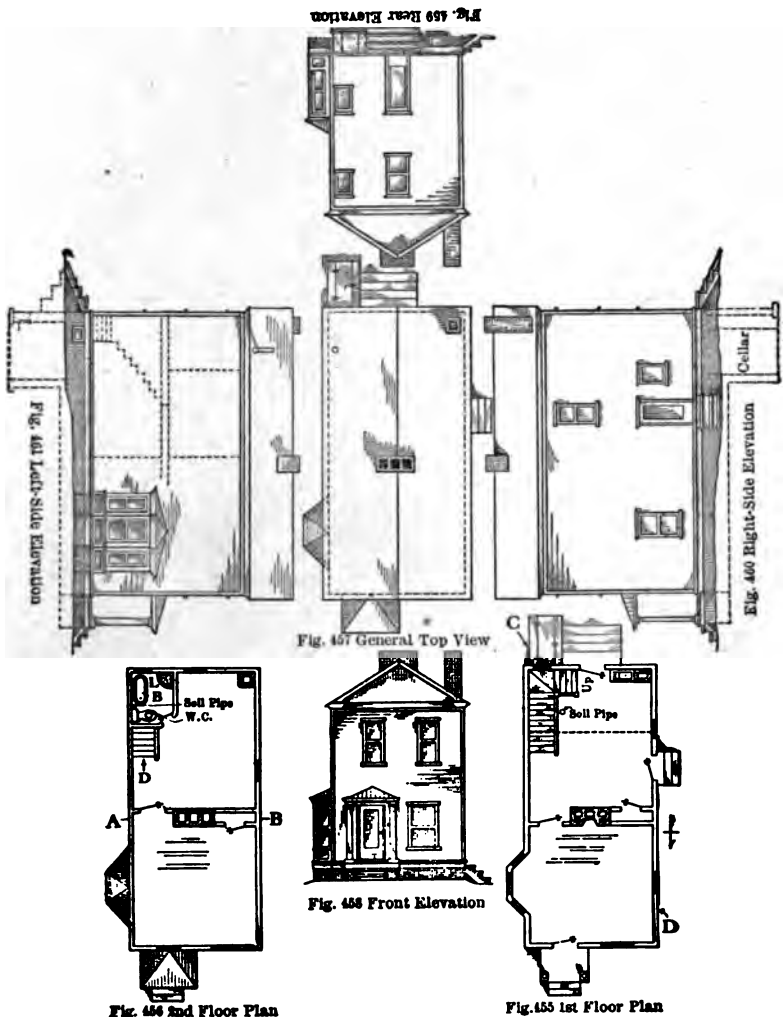 Fig. 459 Rear Elevation
Fig. 461 Left-Side Elevation
Cellar
Fig. 460 Right-Side Elevation
Fig. 457 General Top View
C
L
B
Soil Pipe
W.C.
D
A
B
Fig. 456 2nd Floor Plan
Fig. 458 Front Elevation
Up
Soil Pipe
D
Fig. 455 1st Floor Plan